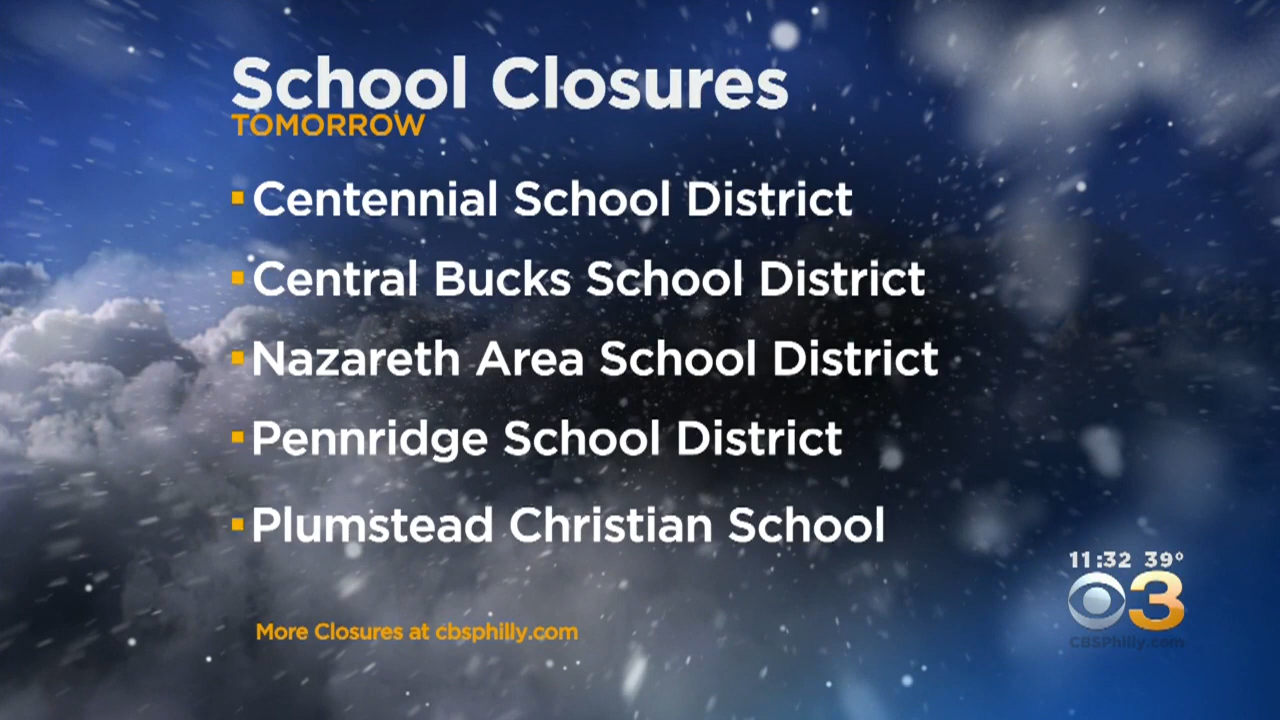 School Closures
TOMORROW
Centennial School District
Central Bucks School District
Nazareth Area School District
Pennridge School District
Plumstead Christian School
More Closures at cbsphilly.com
11:32 39°
3
CBSPhilly.com